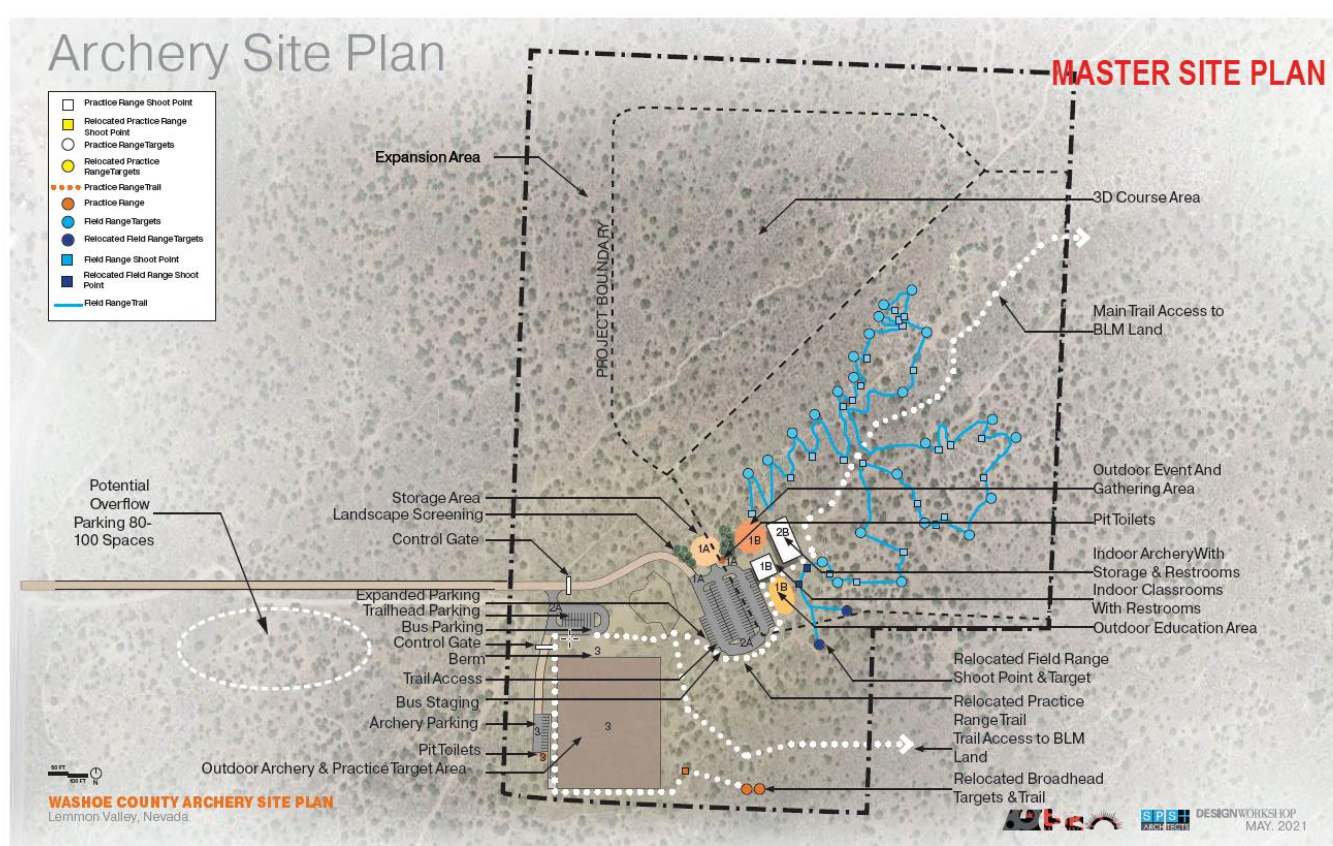 Archery Site Plan
MASTER SITE PLAN
Practice Range Shoot Point
Relocated Practice Range
Shoot Point
Practice Range Targets
Relocated Practice
Range Targets
Practice Range Trail
Practice Range
Field Range Targets
Relocated Field Range Targets
Field Range Shoot Point
Relocated Field Range Shoot
Point
Field Range Trail
Expansion Area
PROJECT BOUNDARY
3D Course Area
Main Trail Access to
BLM Land
Potential
Overflow
Parking 80-
100 Spaces
Storage Area
Landscape Screening
Control Gate
Expanded Parking
Trailhead Parking
Bus Parking
Control Gate
Berm
Trail Access
Bus Staging
Archery Parking
Pit Toilets
Outdoor Archery & Practice Target Area
1A
1A
1A
1B
2B
1B
1B
2A
2A
3
3
3
3
Outdoor Event And
Gathering Area
Pit Toilets
Indoor Archery With
Storage & Restrooms
Indoor Classrooms
With Restrooms
Outdoor Education Area
Relocated Field Range
Shoot Point & Target
Relocated Practice
Range Trail
Trail Access to BLM
Land
Relocated Broadhead
Targets & Trail
50 FT
100 FT
N
WASHOE COUNTY ARCHERY SITE PLAN
Lemmon Valley, Nevada
SPS+
ARCHITECTS
DESIGNWORKSHOP
MAY. 2021